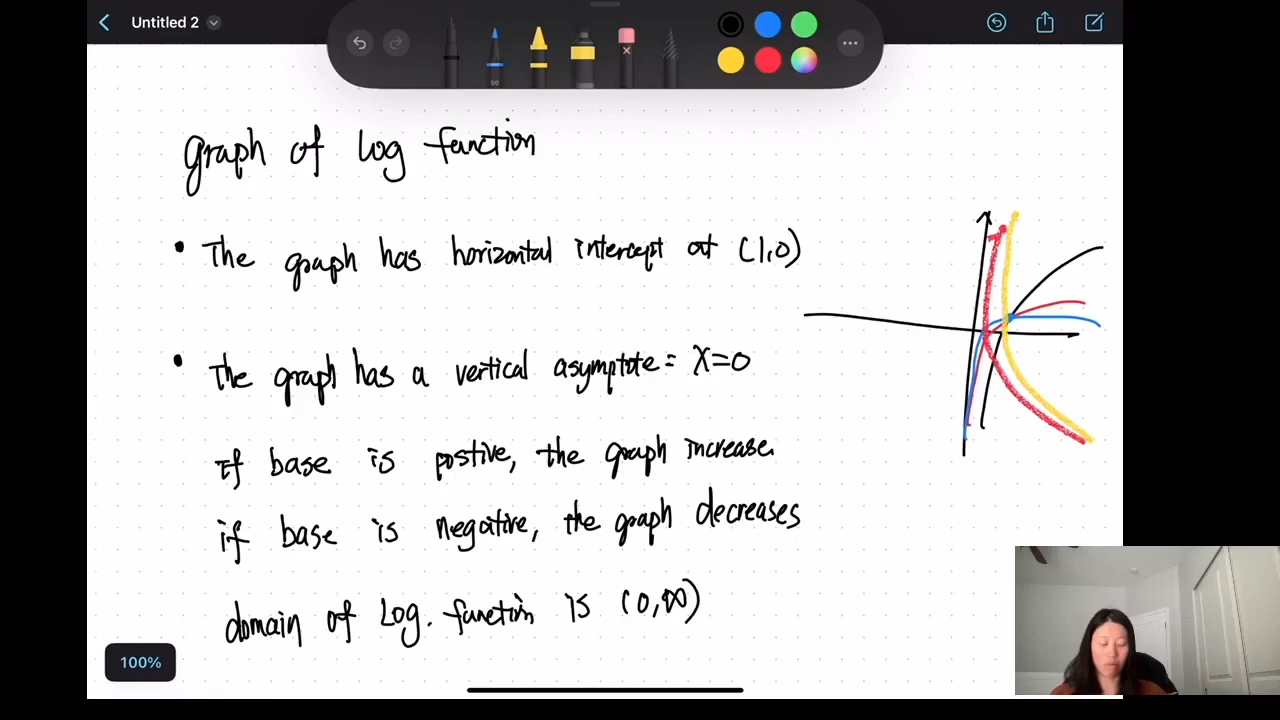 Untitled 2
50
graph of log function
• The graph has horizontal intercept at (1,0)
• The graph has a vertical asymptote = X=0
If base is postive, the graph increase.
if base is negative, the graph decreases
domain of Log. function is (0,∞)
100%